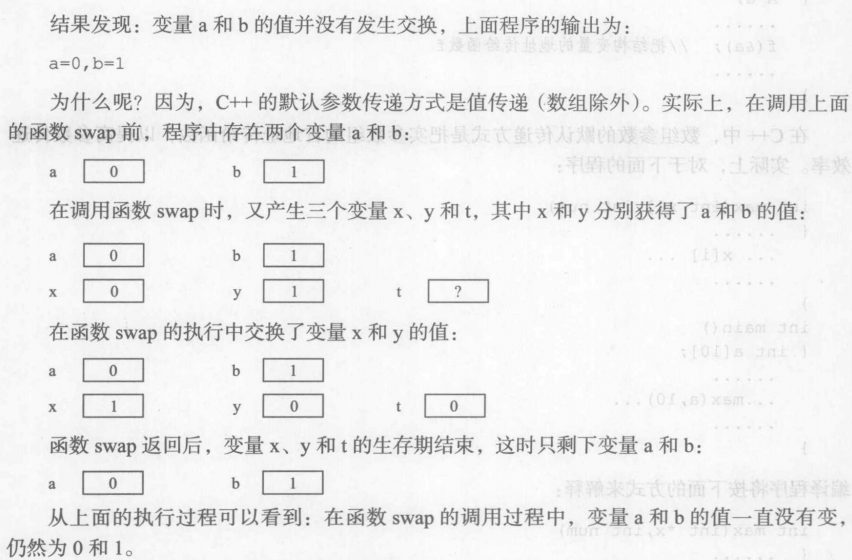 结果发现：变量 a 和 b 的值并没有发生交换，上面程序的输出为：
a=0,b=1
为什么呢？因为，C++ 的默认参数传递方式是值传递（数组除外）。实际上，在调用上面
的函数 swap 前，程序中存在两个变量 a 和 b：
a 0 b 1
在调用函数 swap 时，又产生三个变量 x、y 和 t，其中 x 和 y 分别获得了 a 和 b 的值：
a 0 b 1
x 0 y 1 t ?
在函数 swap 的执行中交换了变量 x 和 y 的值：
a 0 b 1
x 1 y 0 t 0
函数 swap 返回后，变量 x、y 和 t 的生存期结束，这时只剩下变量 a 和 b：
a 0 b 1
从上面的执行过程可以看到：在函数 swap 的调用过程中，变量 a 和 b 的值一直没有变，
仍然为 0 和 1。